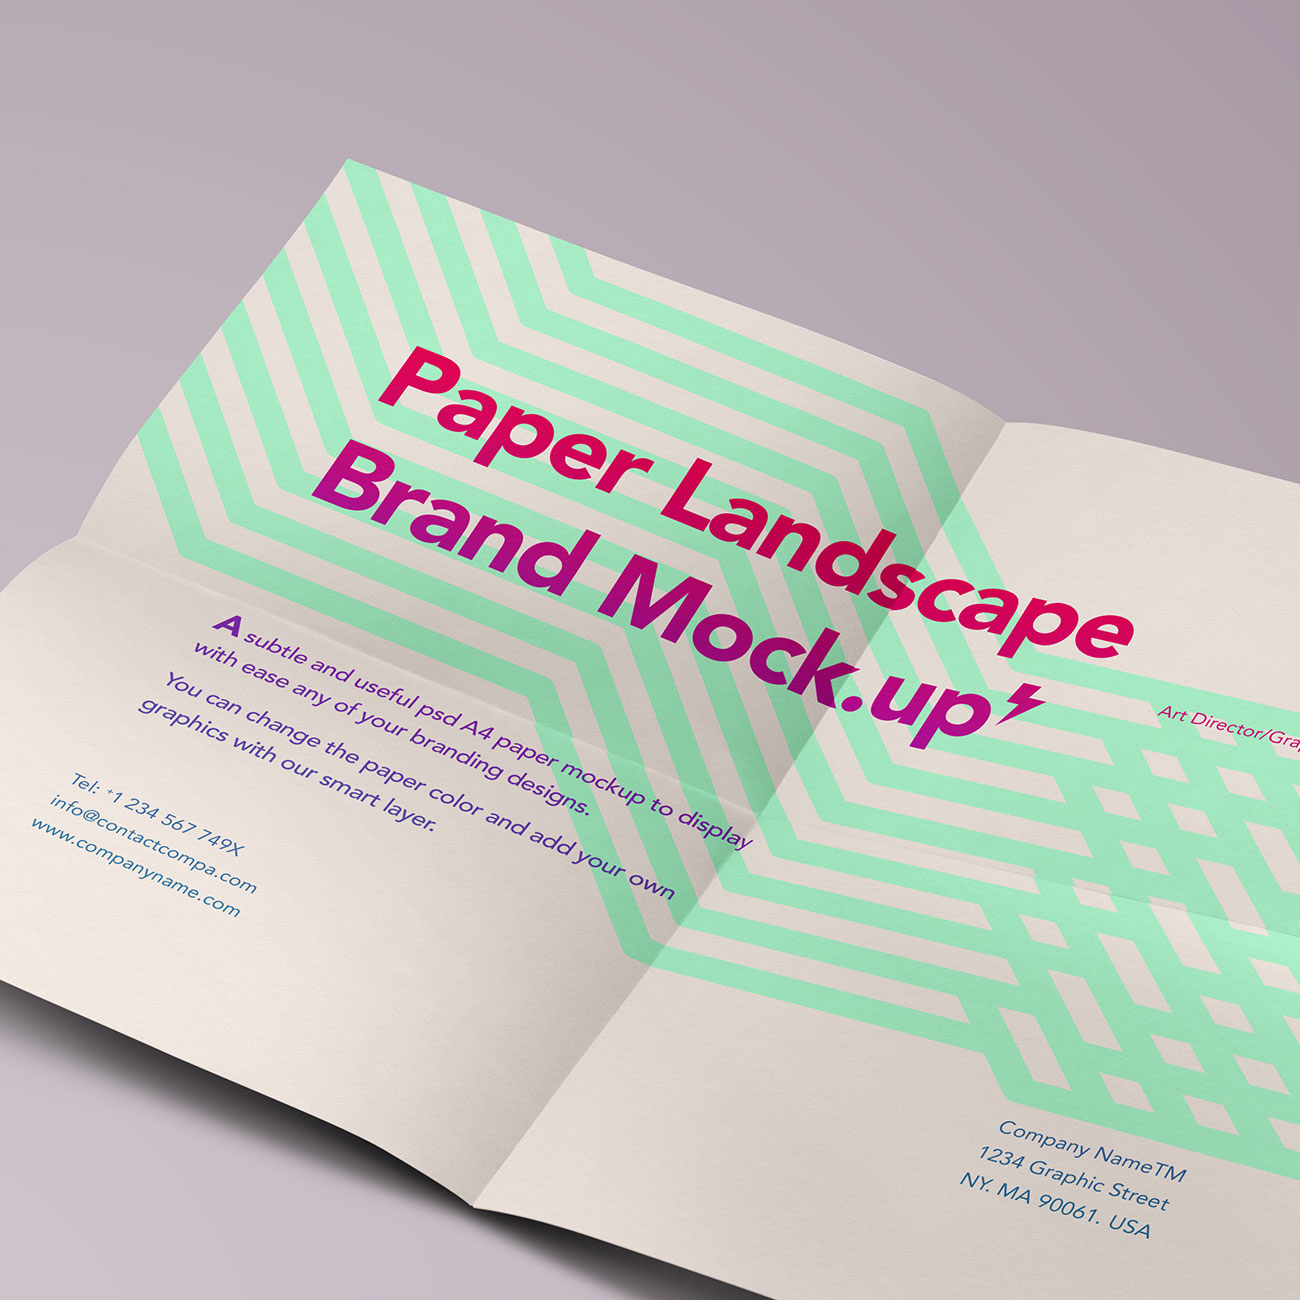 Paper Landscape
Brand Mock.up
A subtle and useful psd A4 paper mockup to display
with ease any of your branding designs.
You can change the paper color and add your own
graphics with our smart layer.
Tel: +1 234 567 749X
info@contactcompa.com
www.companyname.com
Art Director/Gra
Company NameTM
1234 Graphic Street
NY. MA 90061. USA